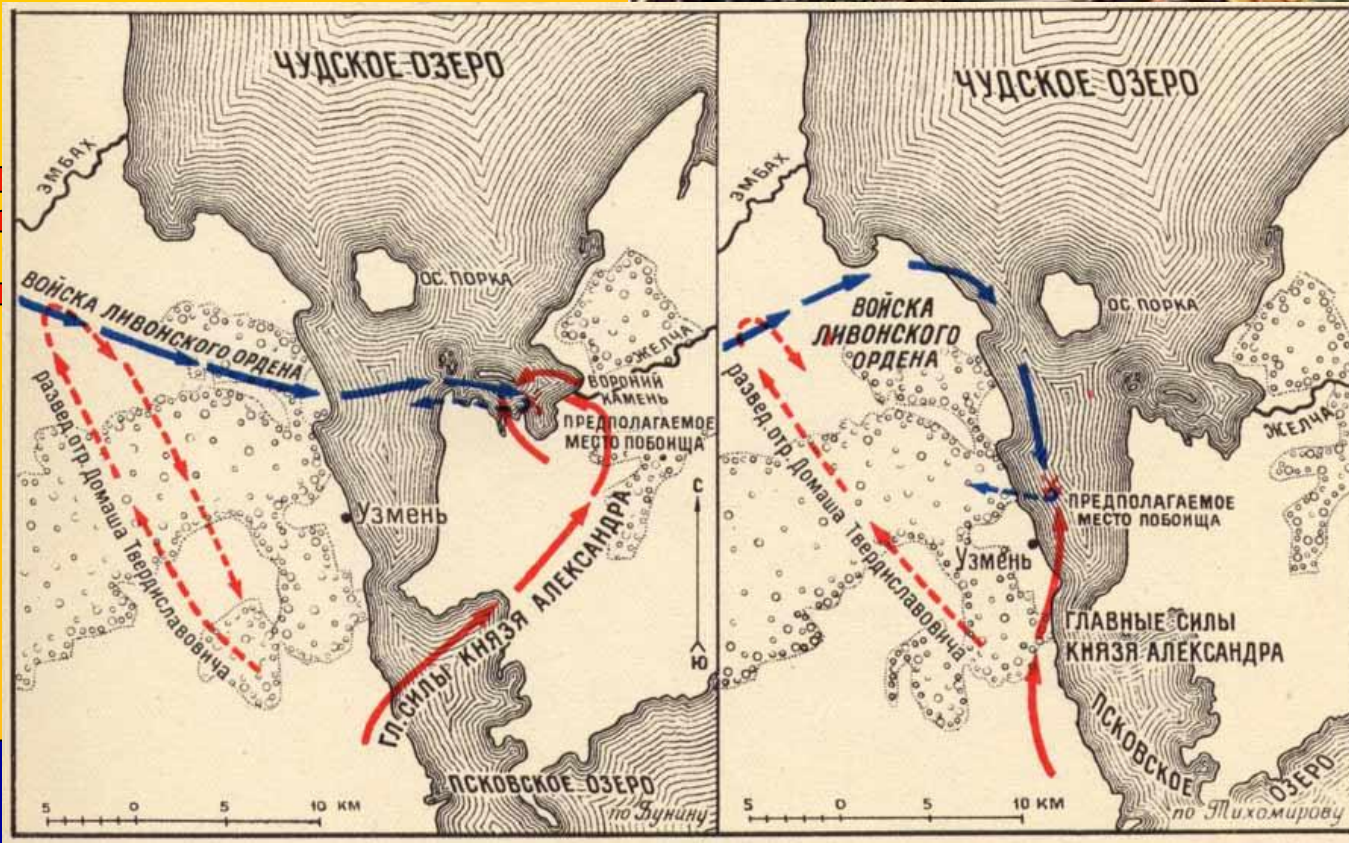 ЧУДСКОЕ ОЗЕРО
ЭМБАХ
ОС. ПОРКА
ВОЙСКА ЛИВОНСКОГО ОРДЕНА
ЖЕЛЧА
ВОРОНИЙ
КАМЕНЬ
ПРЕДПОЛАГАЕМОЕ
МЕСТО ПОБОИЩА
развед. отр. Домаша Твердиславовича
Узмень
С
Ю
ГЛ. СИЛЫ КНЯЗЯ АЛЕКСАНДРА
ПСКОВСКОЕ ОЗЕРО
5 0 5 10 КМ
по Бунину
ЧУДСКОЕ ОЗЕРО
ЭМБАХ
ОС. ПОРКА
ВОЙСКА
ЛИВОНСКОГО
ОРДЕНА
ЖЕЛЧА
развед. отр. Домаша Твердиславовича
ПРЕДПОЛАГАЕМОЕ
МЕСТО ПОБОИЩА
Узмень
ГЛАВНЫЕ СИЛЫ
КНЯЗЯ АЛЕКСАНДРА
ПСКОВСКОЕ
ОЗЕРО
5 0 5 10 КМ
по Тихомирову